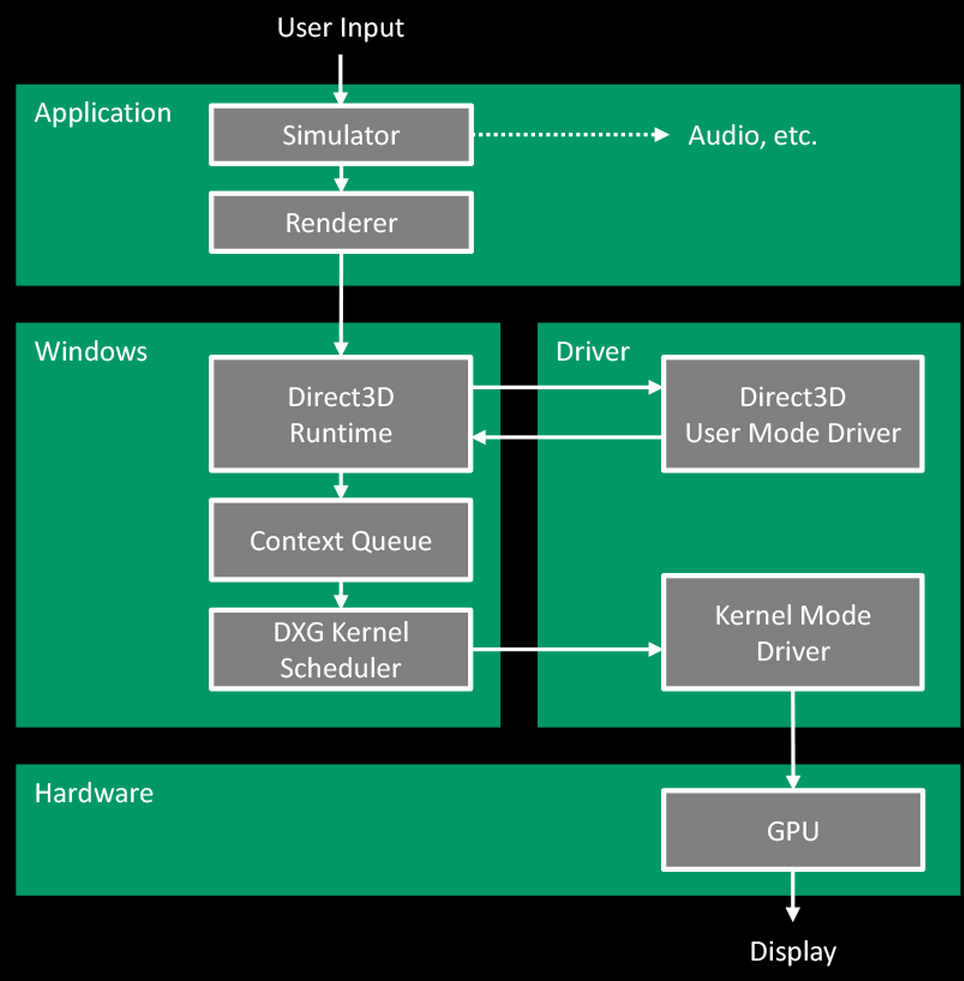 User Input
Application
Simulator
Audio, etc.
Renderer
Windows
Direct3D
Runtime
Driver
Direct3D
User Mode Driver
Context Queue
DXG Kernel
Scheduler
Kernel Mode
Driver
Hardware
GPU
Display